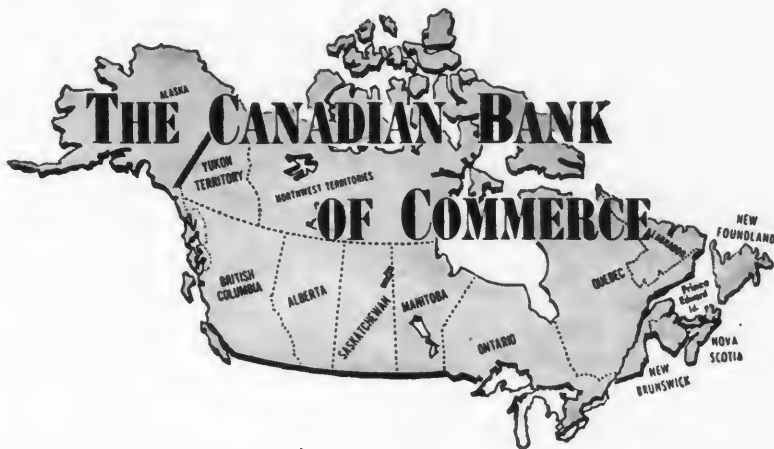 ALASKA
THE CANADIAN BANK
YUKON
TERRITORY
NORTHWEST TERRITORIES
OF COMMERCE
LABRADOR
NEW
FOUNDLAND
BRITISH
COLUMBIA
ALBERTA
SASKATCHEWAN
MANITOBA
ONTARIO
QUEBEC
Prince
Edward
Id.
NOVA
SCOTIA
NEW
BRUNSWICK